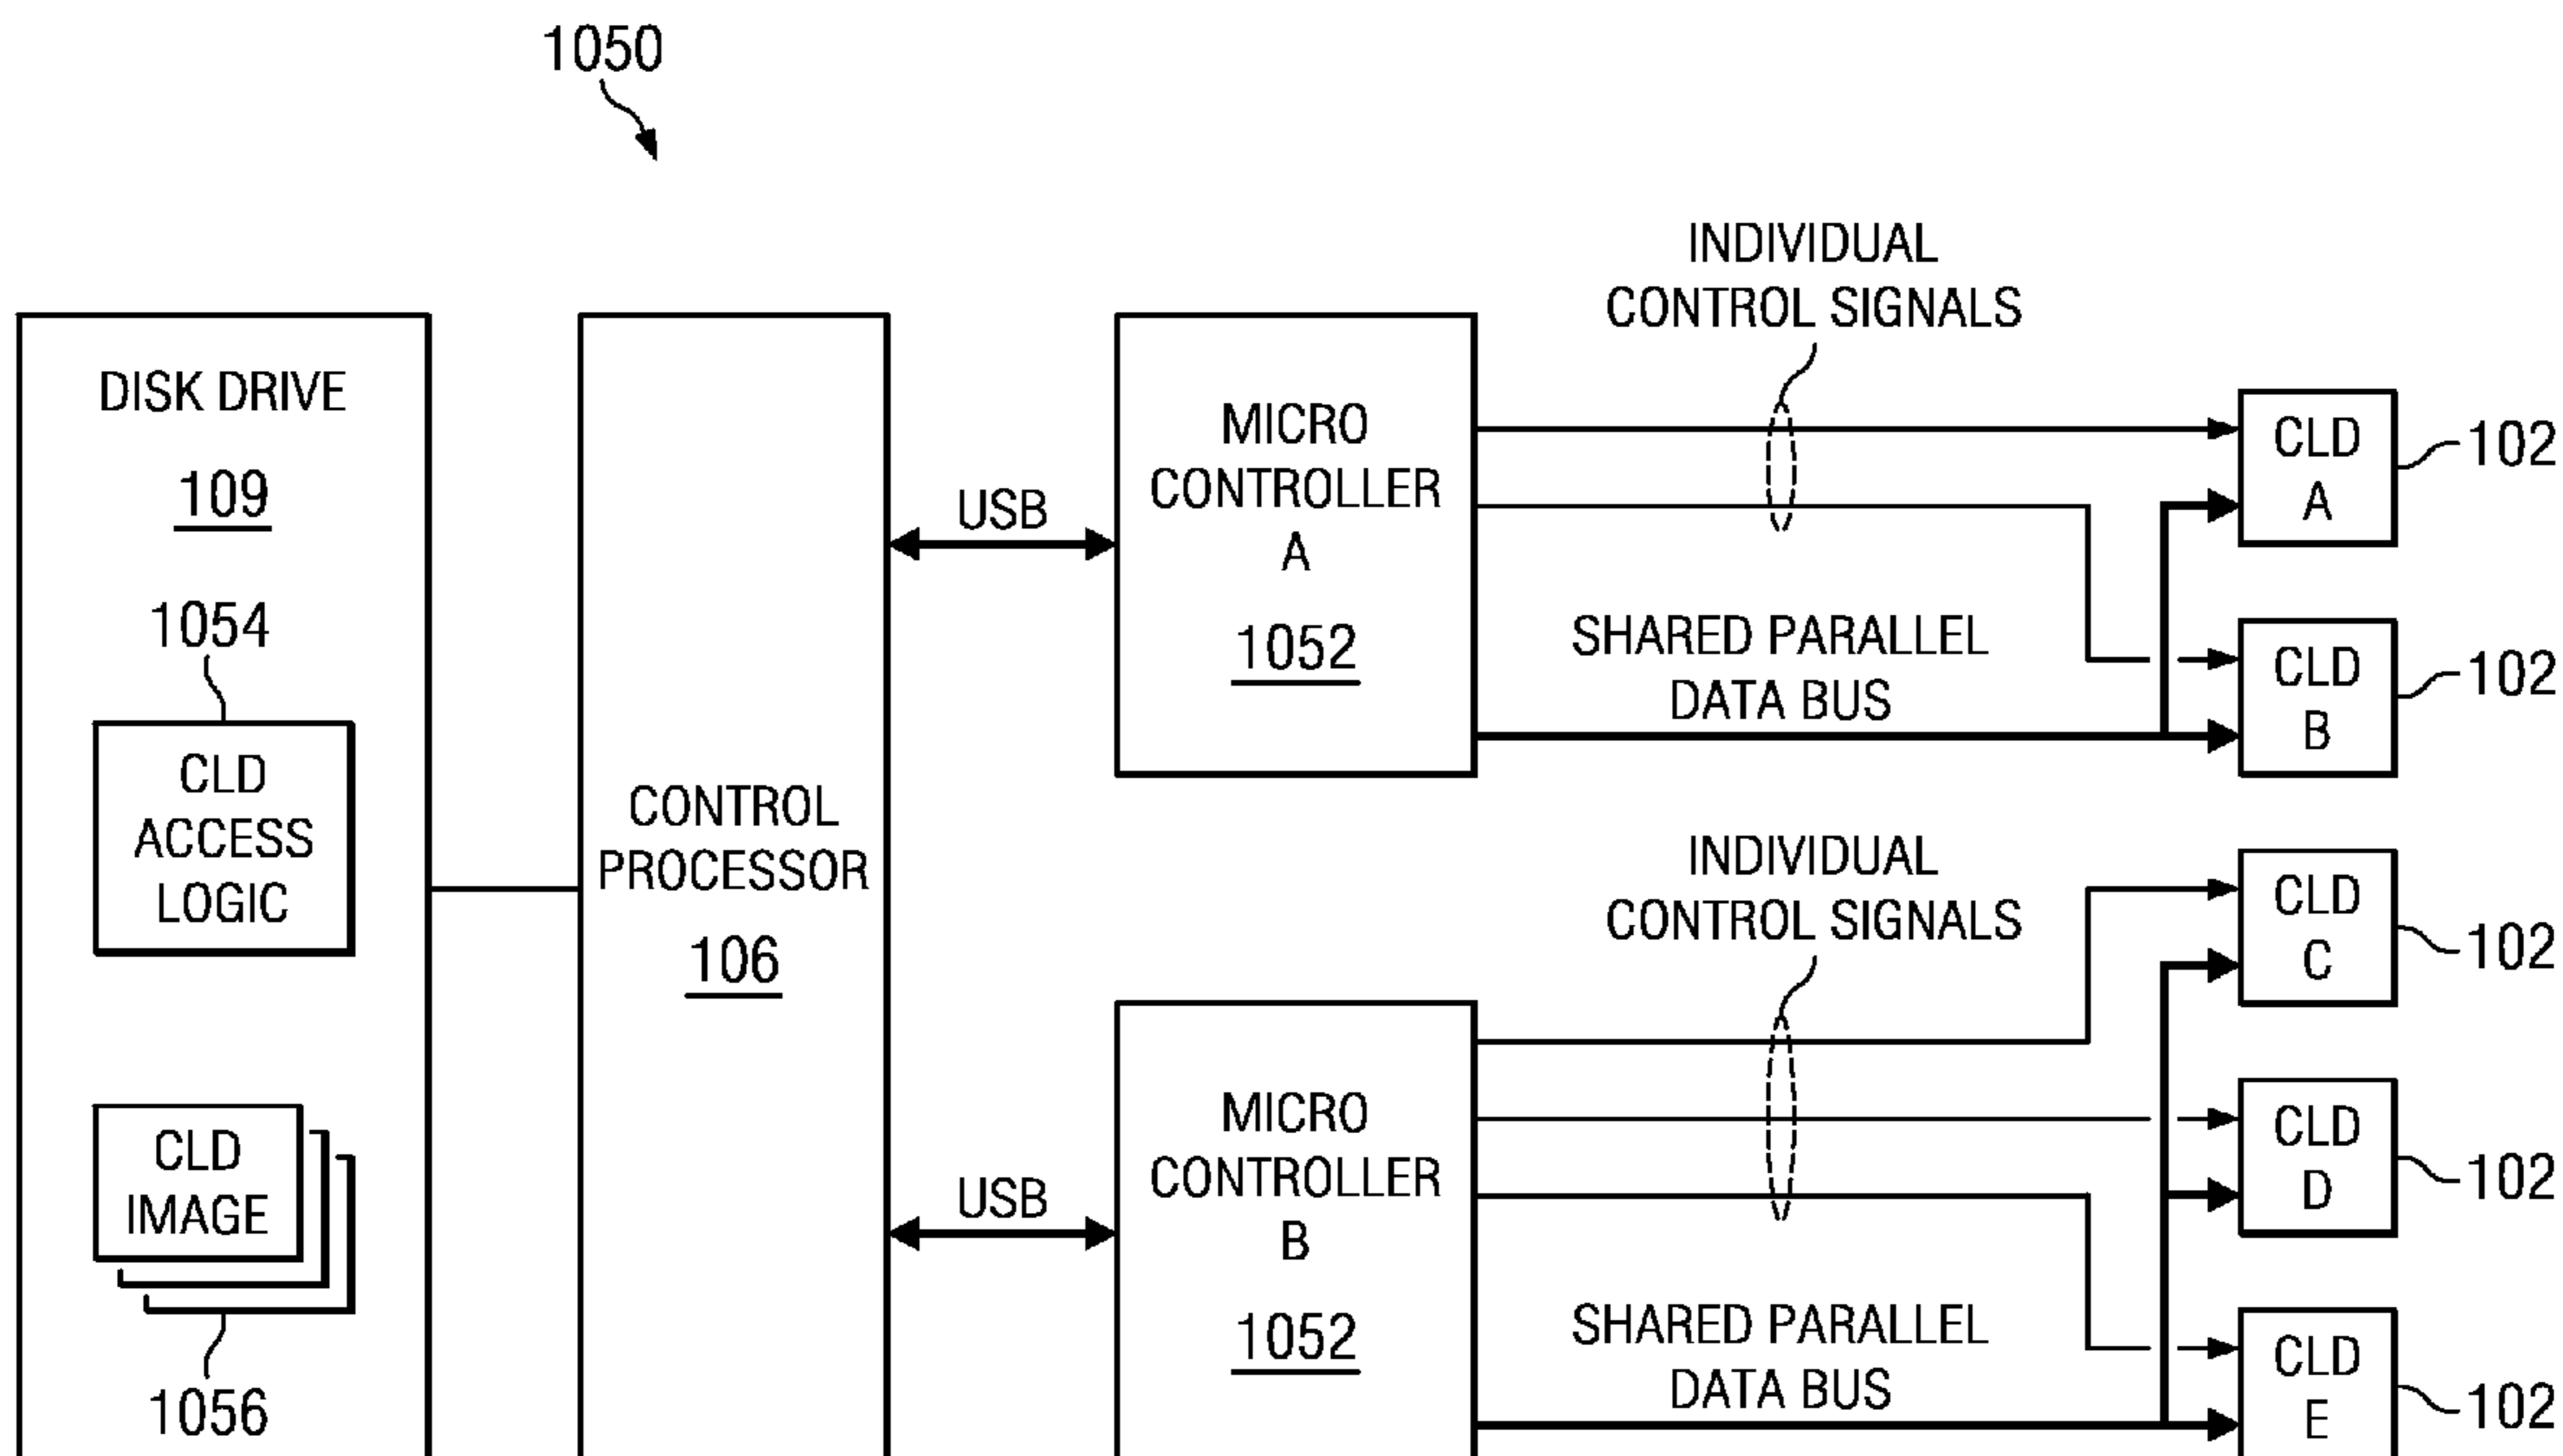 1050
DISK DRIVE
109
1054
CLD
ACCESS
LOGIC
CLD
IMAGE
1056
CONTROL
PROCESSOR
106
USB
USB
MICRO
CONTROLLER
A
1052
MICRO
CONTROLLER
B
1052
INDIVIDUAL
CONTROL SIGNALS
SHARED PARALLEL
DATA BUS
INDIVIDUAL
CONTROL SIGNALS
SHARED PARALLEL
DATA BUS
CLD
A
102
CLD
B
102
CLD
C
102
CLD
D
102
CLD
E
102